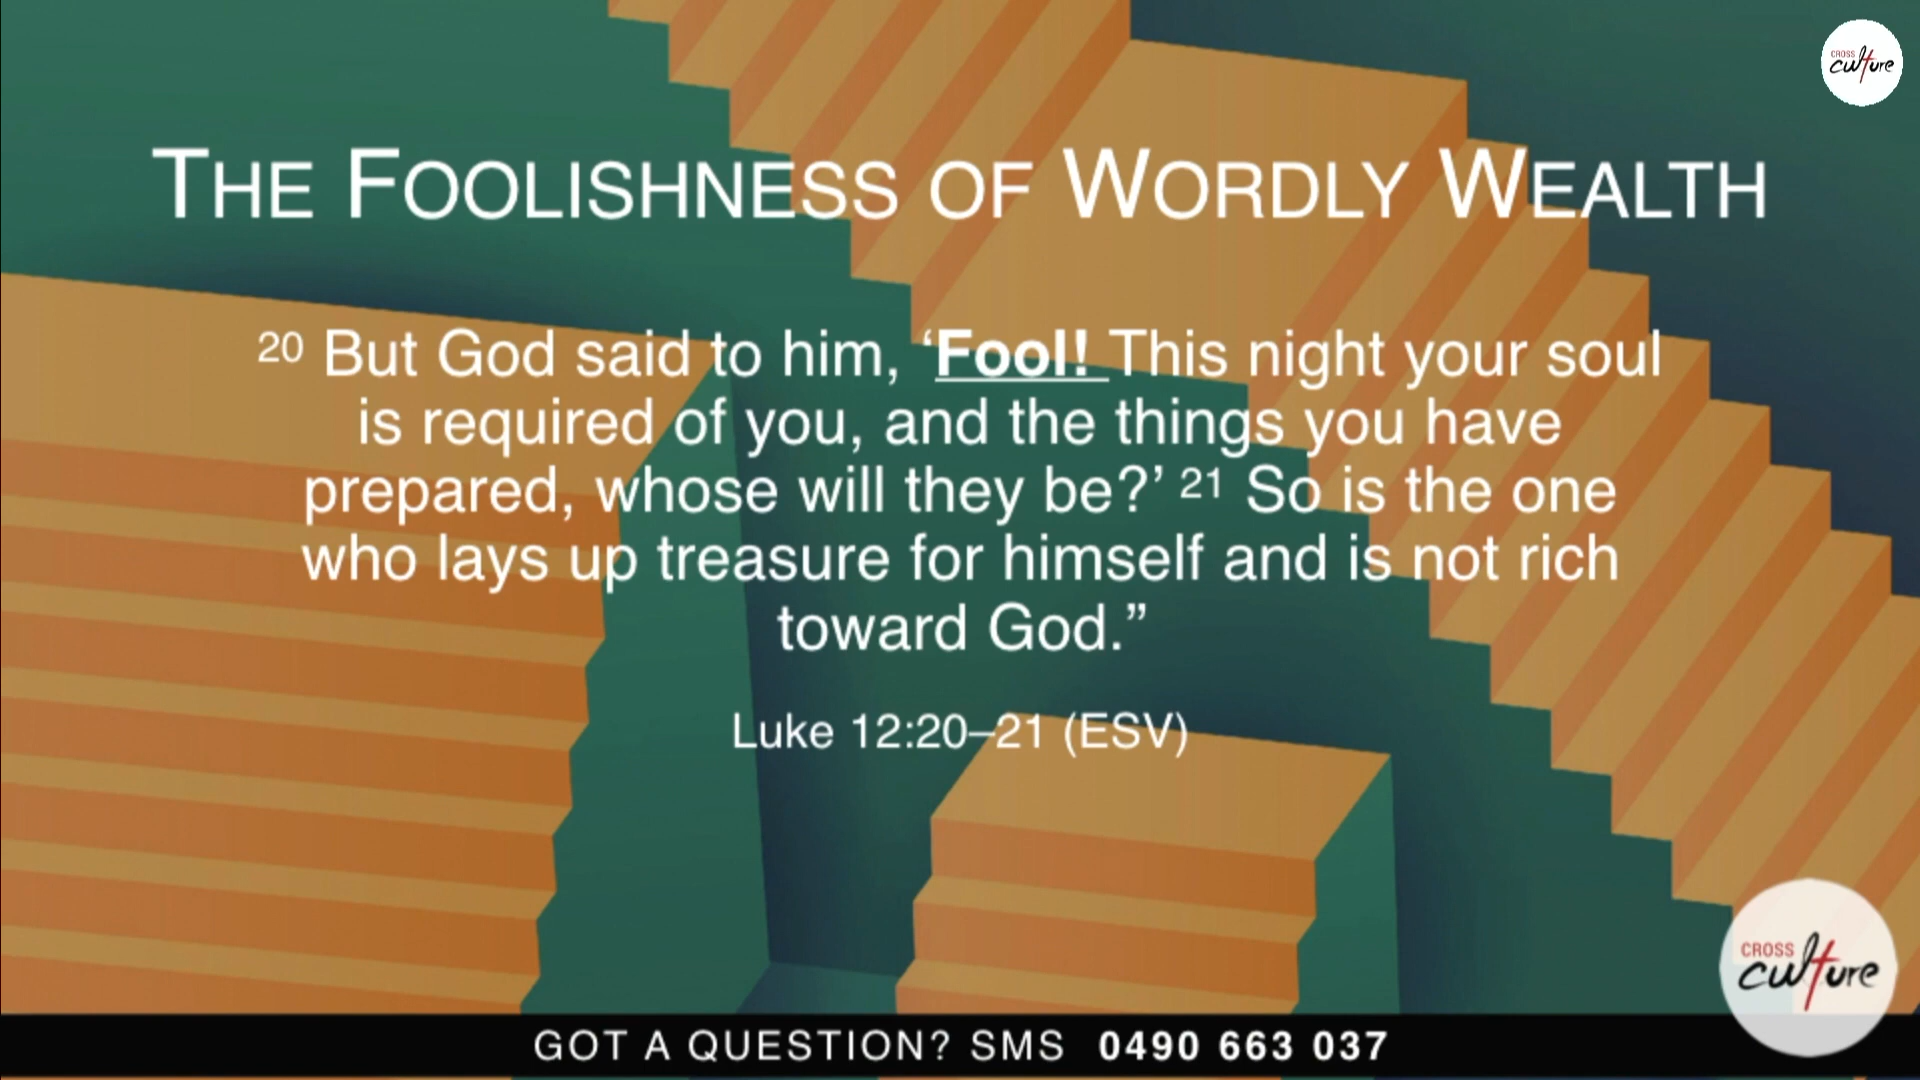 CROSS
culture
THE FOOLISHNESS OF WORDLY WEALTH
20 But God said to him, ‘Fool! This night your soul
is required of you, and the things you have
prepared, whose will they be?’ 21 So is the one
who lays up treasure for himself and is not rich
toward God.”
Luke 12:20–21 (ESV)
CROSS
culture
GOT A QUESTION? SMS 0490 663 037